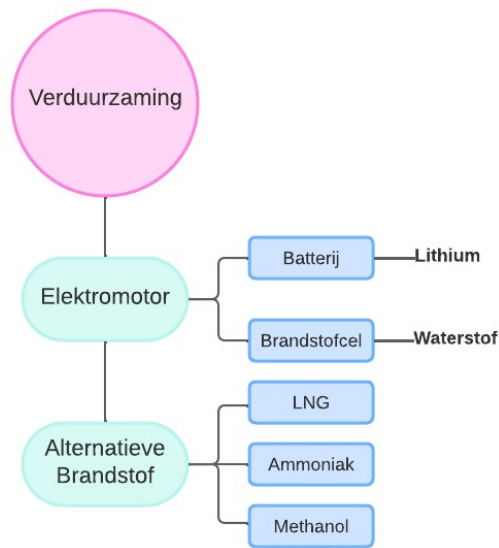 Verduurzaming
Elektromotor
Batterij
Lithium
Brandstofcel
Waterstof
Alternatieve
Brandstof
LNG
Ammoniak
Methanol